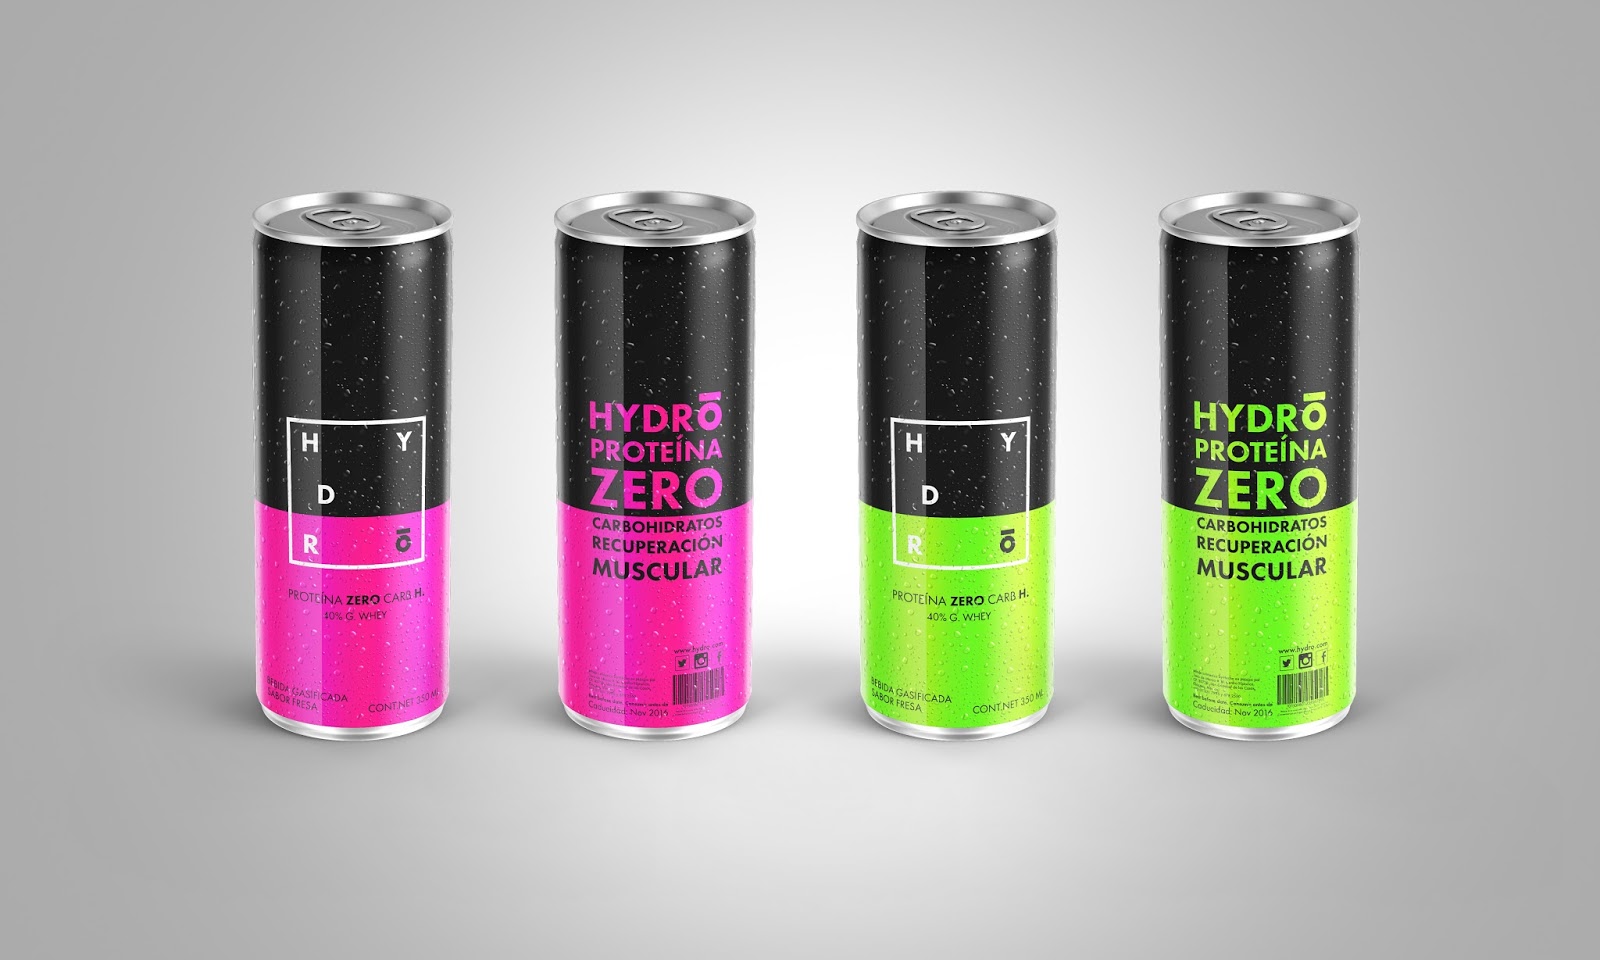 H Y
D
R Ō
PROTEÍNA ZERO CARB H.
40% G. WHEY
BEBIDA GASIFICADA
SABOR FRESA
CONT.NET 350 ML
HYDRŌ
PROTEÍNA
ZERO
CARBOHIDRATOS
RECUPERACIÓN
MUSCULAR
www.hydro.com
Caducidad: Nov 2016
H Y
D
R Ō
PROTEÍNA ZERO CARB H.
40% G. WHEY
BEBIDA GASIFICADA
SABOR FRESA
CONT.NET 350 ML
HYDRŌ
PROTEÍNA
ZERO
CARBOHIDRATOS
RECUPERACIÓN
MUSCULAR
www.hydro.com
Caducidad: Nov 2016